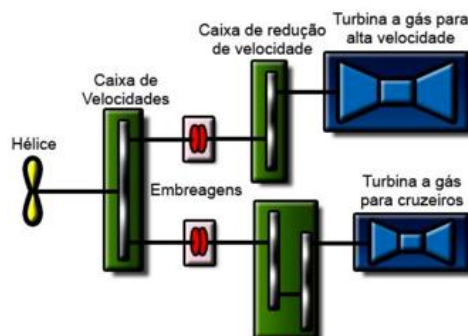 Turbina a gás para
alta velocidade
Caixa de redução
de velocidade
Caixa de
Velocidades
Hélice
Embreagens
Turbina a gás
para cruzeiros